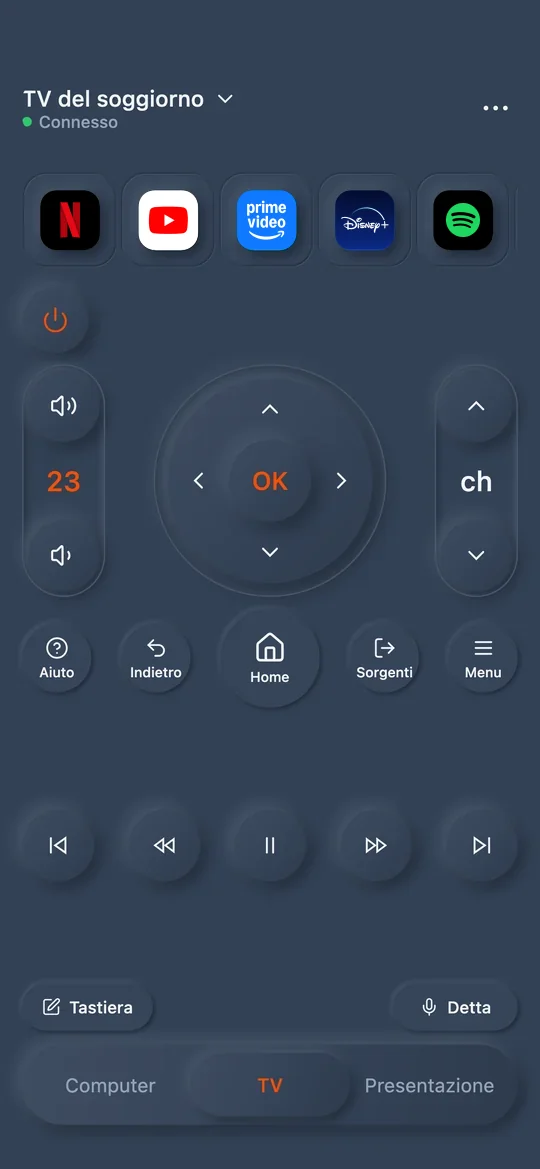 TV del soggiorno
Connesso
N
prime
video
Disney+
23
OK
ch
Aiuto
Indietro
Home
Sorgenti
Menu
Tastiera
Detta
Computer
TV
Presentazione